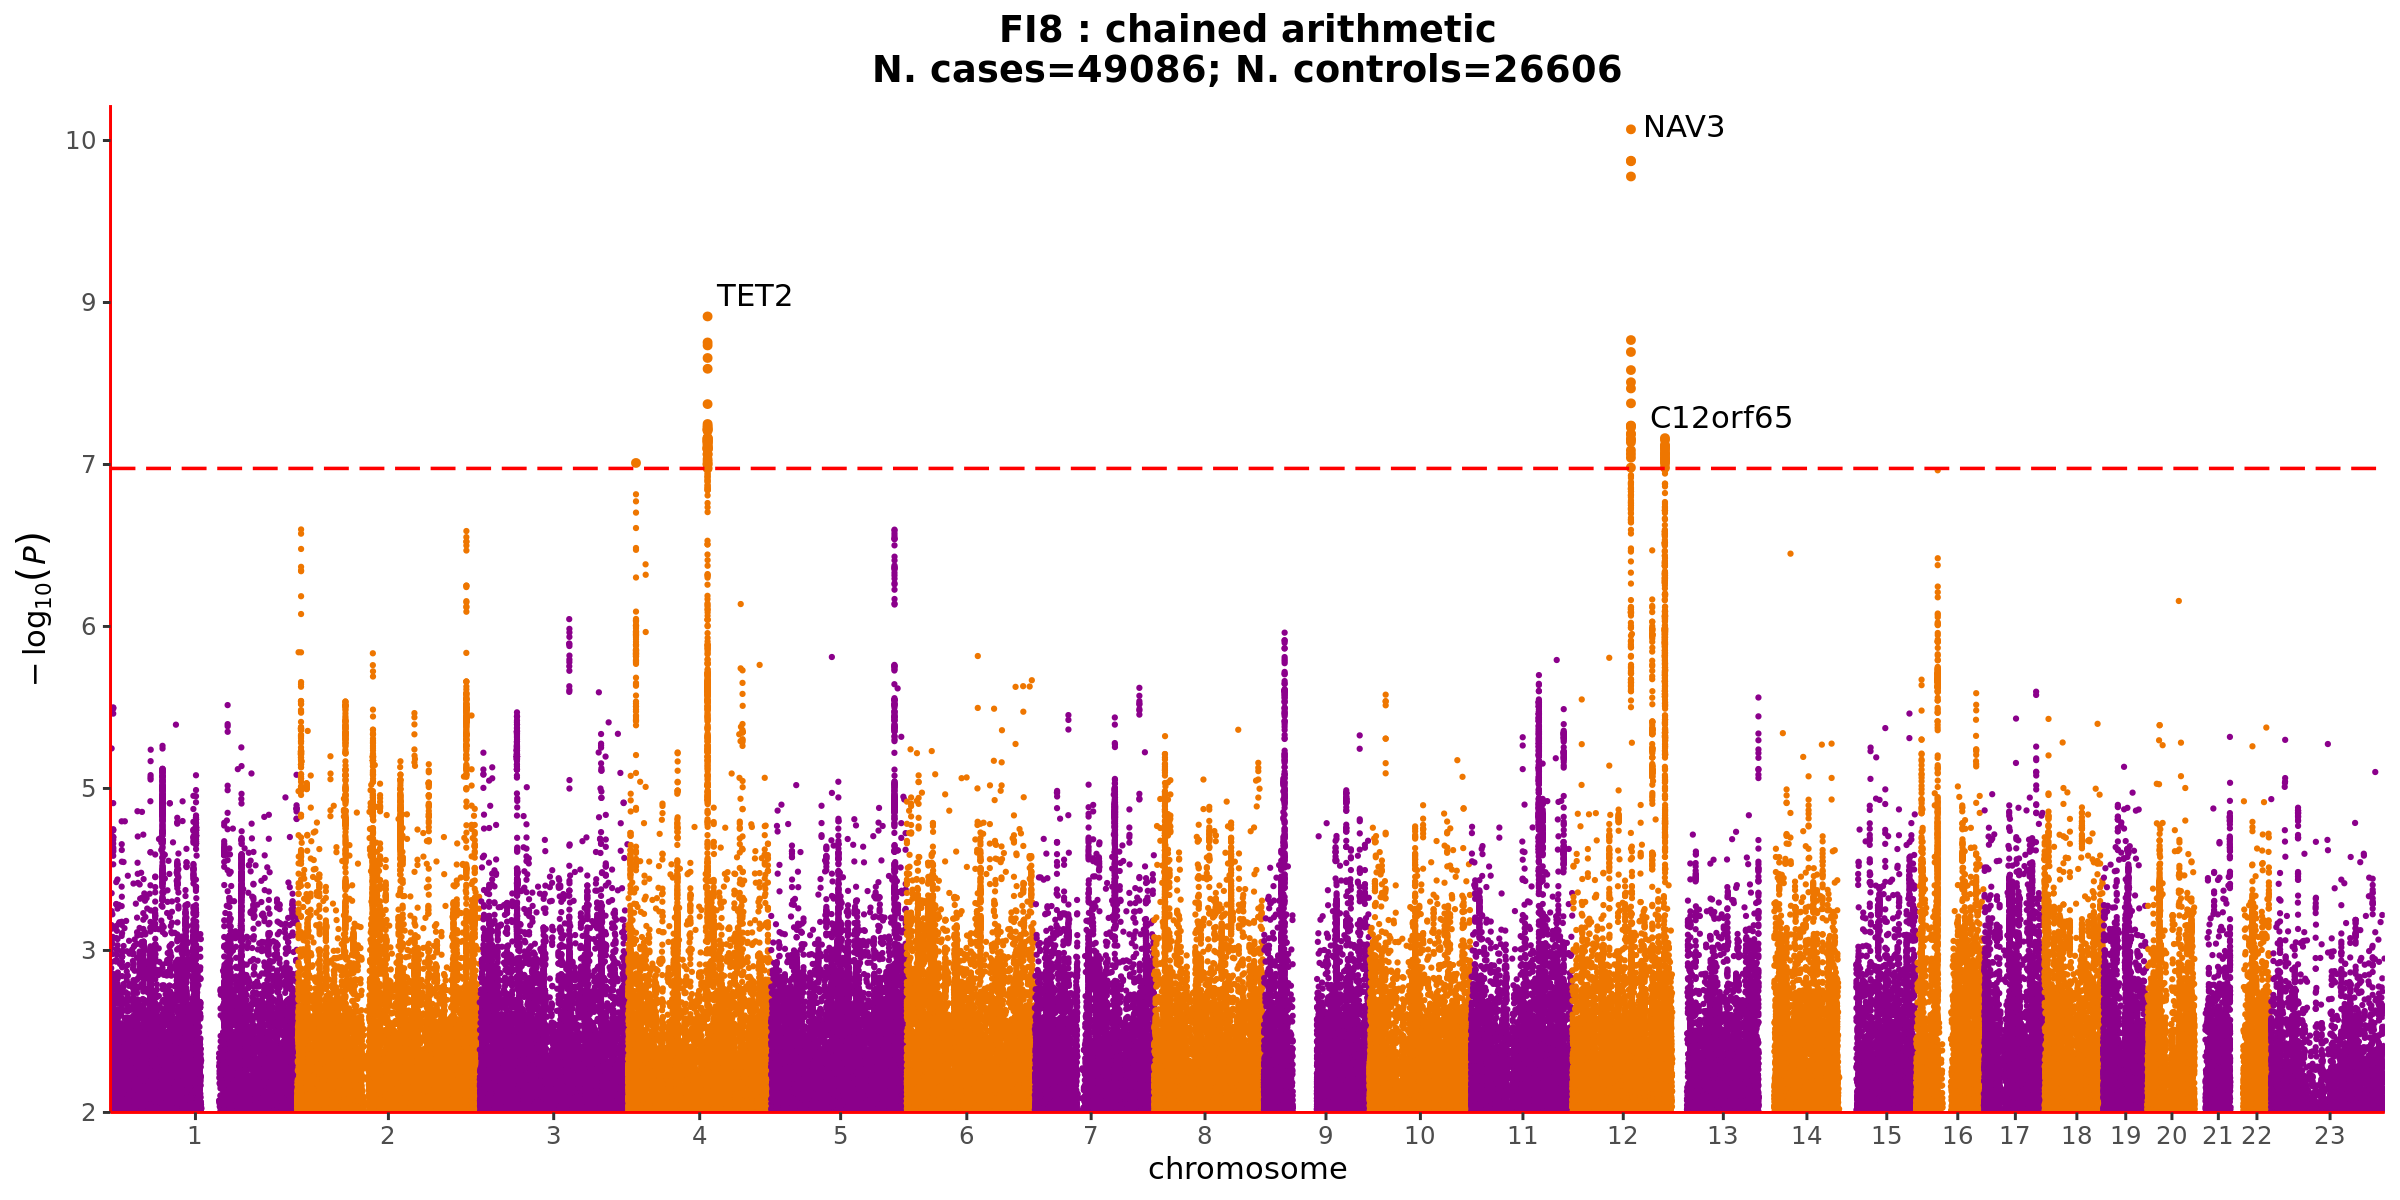 FI8 : chained arithmetic
N. cases=49086; N. controls=26606
10
9
7
6
5
3
2
−log10(P)
NAV3
TET2
C12orf65
1 2 3 4 5 6 7 8 9 10 11 12 13 14 15 16 17 18 19 20 21 22 23
chromosome